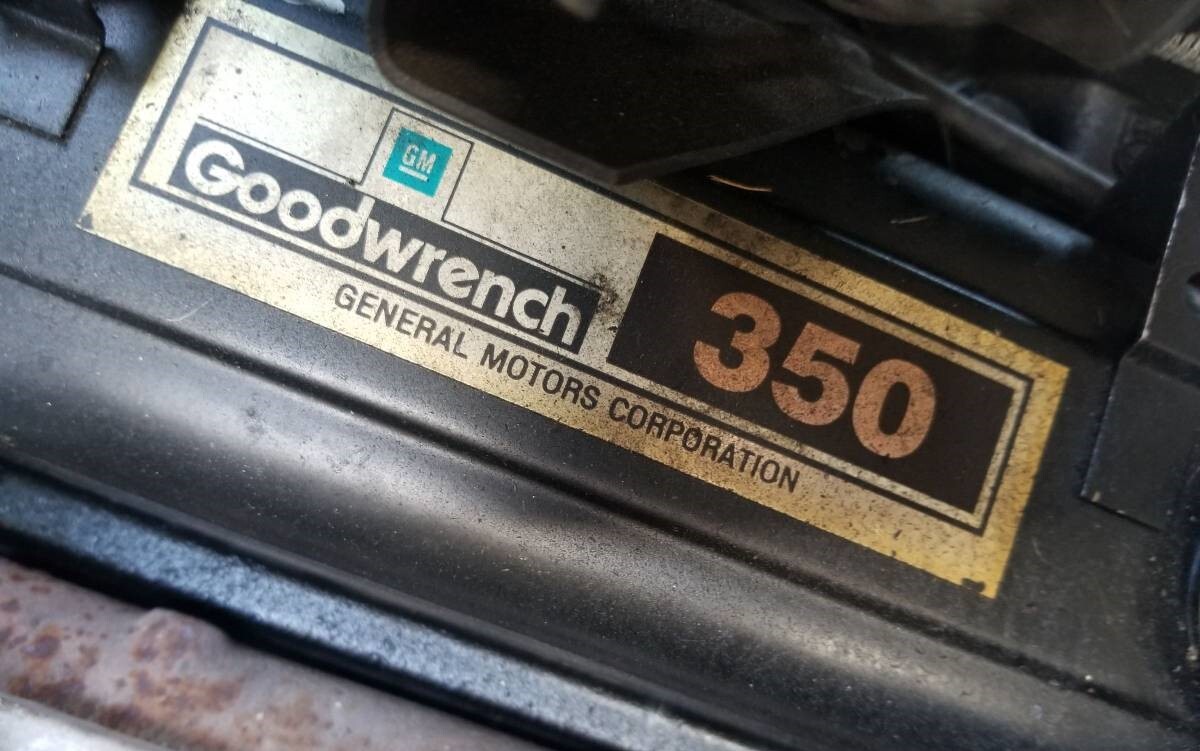 GM
Goodwrench
350
GENERAL MOTORS CORPORATION